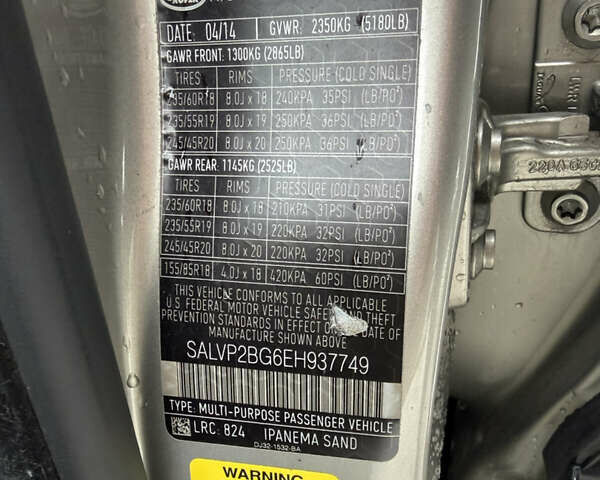 ROVER
DATE: 04/14 GVWR: 2350KG (5180LB)
GAWR FRONT: 1300KG (2865LB)
TIRES RIMS PRESSURE (COLD SINGLE)
235/60R18 8.0J x 18 240KPA 35PSI (LB/PO²)
235/55R19 8.0J x 19 250KPA 36PSI (LB/PO²)
245/45R20 8.0J x 20 250KPA 36PSI (LB/PO²)
GAWR REAR: 1145KG (2525LB)
TIRES RIMS PRESSURE (COLD SINGLE)
235/60R18 8.0J x 18 210KPA 31PSI (LB/PO²)
235/55R19 8.0J x 19 220KPA 32PSI (LB/PO²)
245/45R20 8.0J x 20 220KPA 32PSI (LB/PO²)
155/85R18 4.0J x 18 420KPA 60PSI (LB/PO²)
THIS VEHICLE CONFORMS TO ALL APPLICABLE
U.S. FEDERAL MOTOR VEHICLE SAFETY AND THEFT
PREVENTION STANDARDS IN EFFECT ON THE DATE OF
MANUFACTURE SHOWN ABOVE
SALVP2BG6EH937749
TYPE: MULTI-PURPOSE PASSENGER VEHICLE
LRC: 824 IPANEMA SAND
DJ32-1532-BA
WARNING